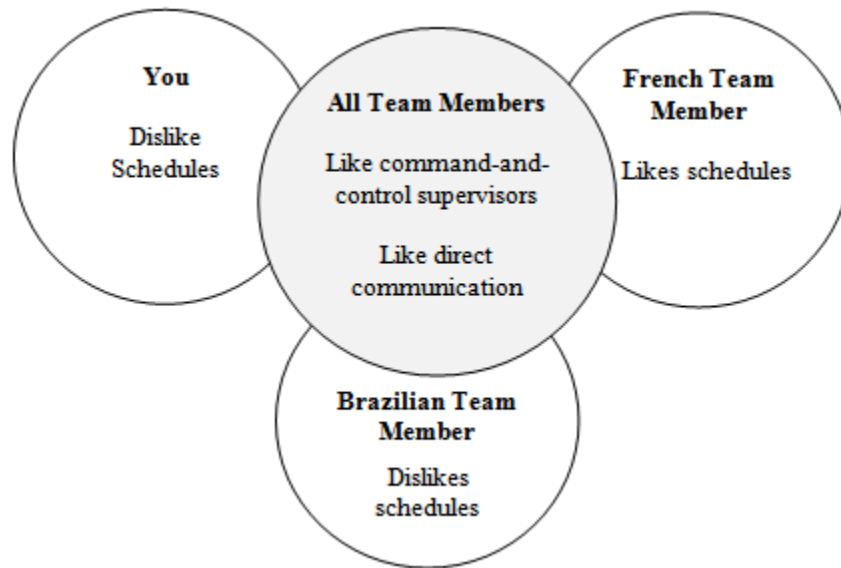 You
Dislike
Schedules
All Team Members
Like command-and-
control supervisors
Like direct
communication
French Team
Member
Likes schedules
Brazilian Team
Member
Dislikes
schedules